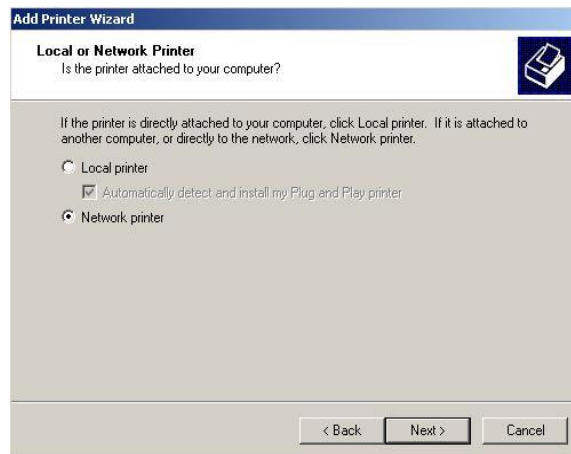 Add Printer Wizard
Local or Network Printer
Is the printer attached to your computer?
If the printer is directly attached to your computer, click Local printer. If it is attached to
another computer, or directly to the network, click Network printer.
Local printer
Automatically detect and install my Plug and Play printer
Network printer
< Back
Next >
Cancel